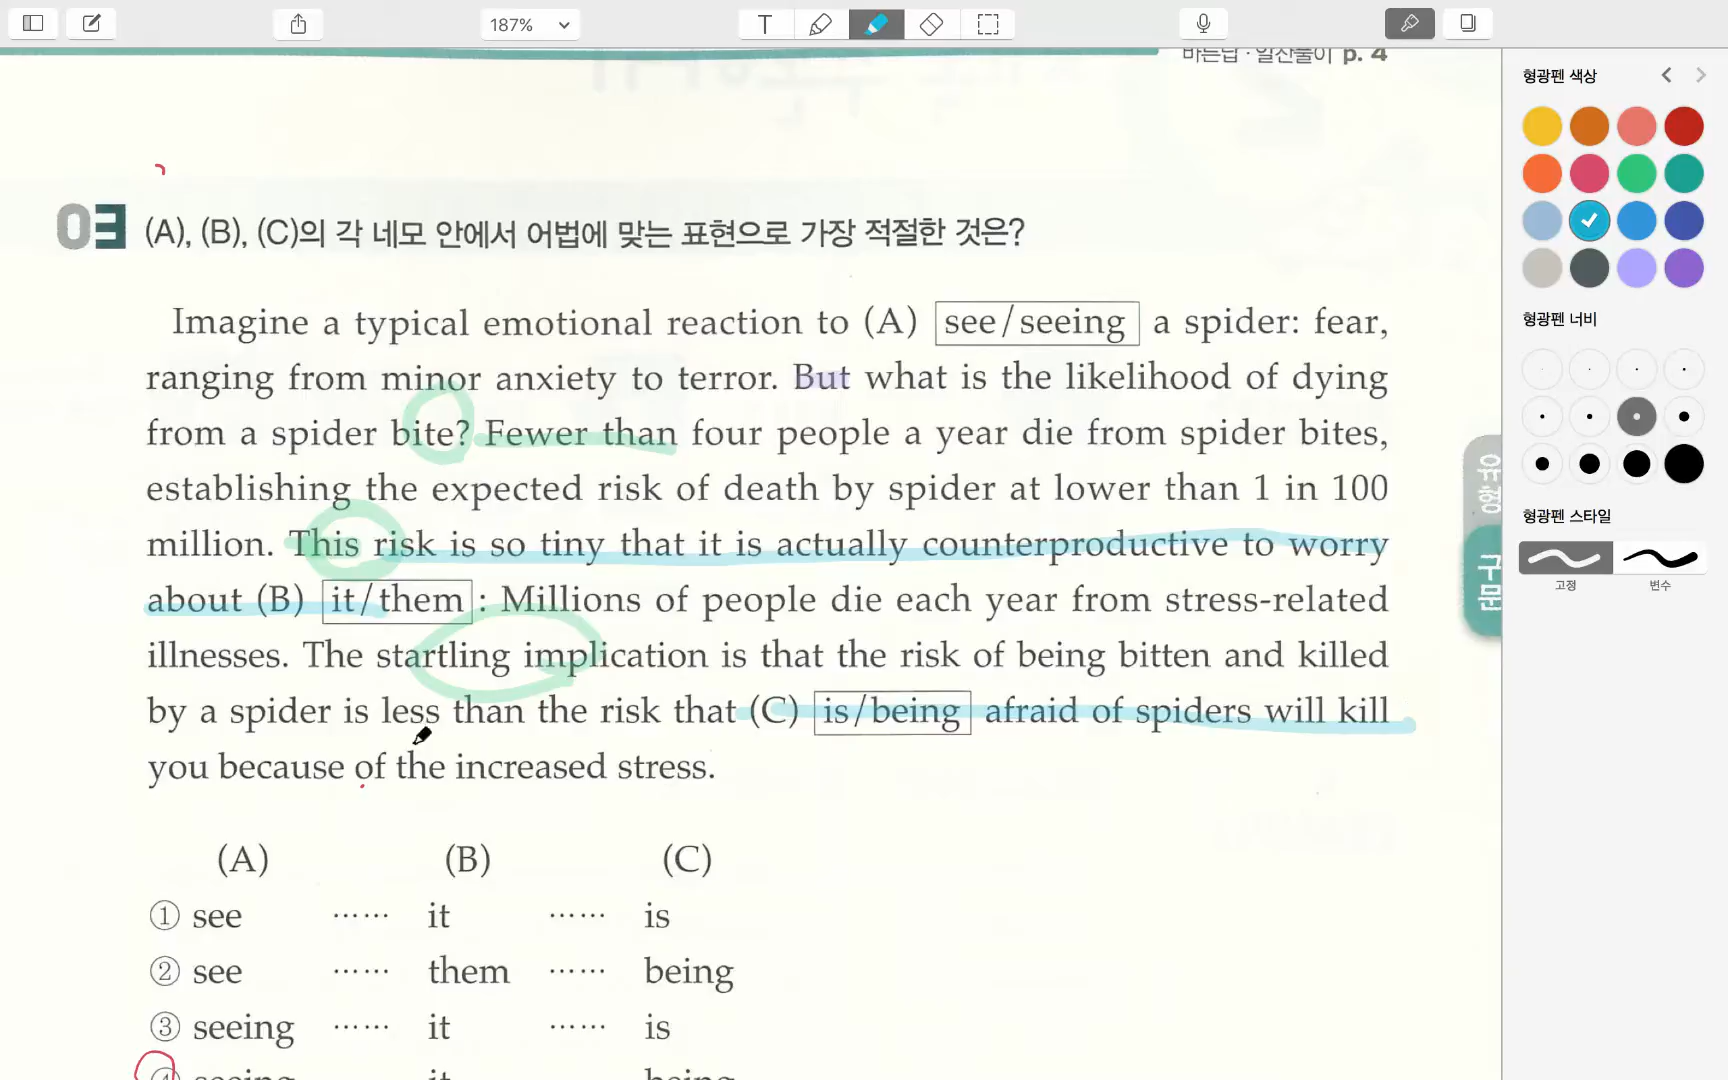 187%
바른답·알찬풀이 p. 4
형광펜 색상
03 (A), (B), (C)의 각 네모 안에서 어법에 맞는 표현으로 가장 적절한 것은?
Imagine a typical emotional reaction to (A) see/seeing a spider: fear,
ranging from minor anxiety to terror. But what is the likelihood of dying
from a spider bite? Fewer than four people a year die from spider bites,
establishing the expected risk of death by spider at lower than 1 in 100
million. This risk is so tiny that it is actually counterproductive to worry
about (B) it/them : Millions of people die each year from stress-related
illnesses. The startling implication is that the risk of being bitten and killed
by a spider is less than the risk that (C) is/being afraid of spiders will kill
you because of the increased stress.
(A) (B) (C)
① see ...... it ...... is
② see ...... them ...... being
③ seeing ...... it ...... is
④ seeing it being
유형
구문
형광펜 너비
형광펜 스타일
고정 변수